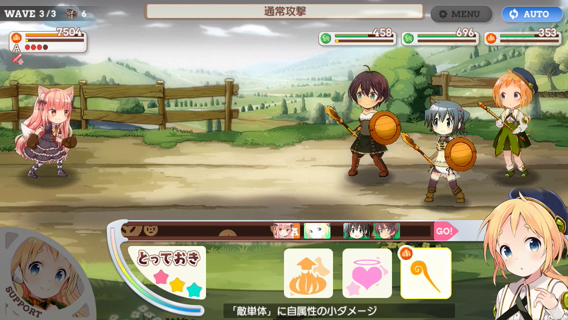 WAVE 3/3 6
通常攻撃
MENU
AUTO
7504
458
696
353
GO!
とっておき
SUPPORT
「敵単体」に自属性の小ダメージ